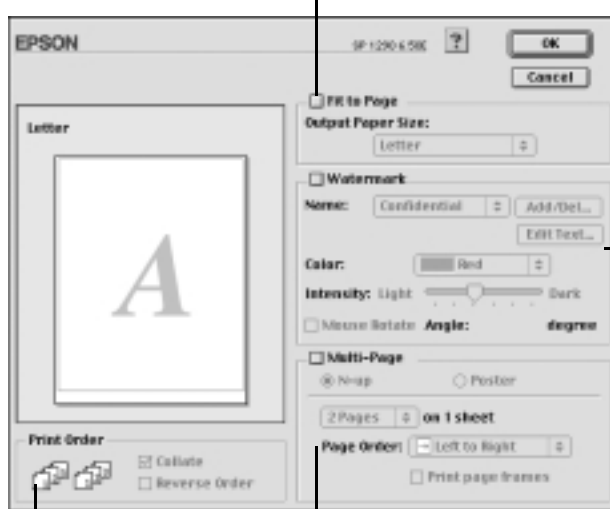 EPSON
SP 1290 6.50E
?
OK
Cancel
Letter
A
Fit to Page
Output Paper Size:
Letter
Watermark
Name: Confidential Add/Del...
Edit Text...
Color: Red
Intensity: Light Dark
Mouse Rotate Angle: degree
Multi-Page
N-up Poster
2 Pages on 1 sheet
Page Order: Left to Right
Print page frames
Print Order
Collate
Reverse Order